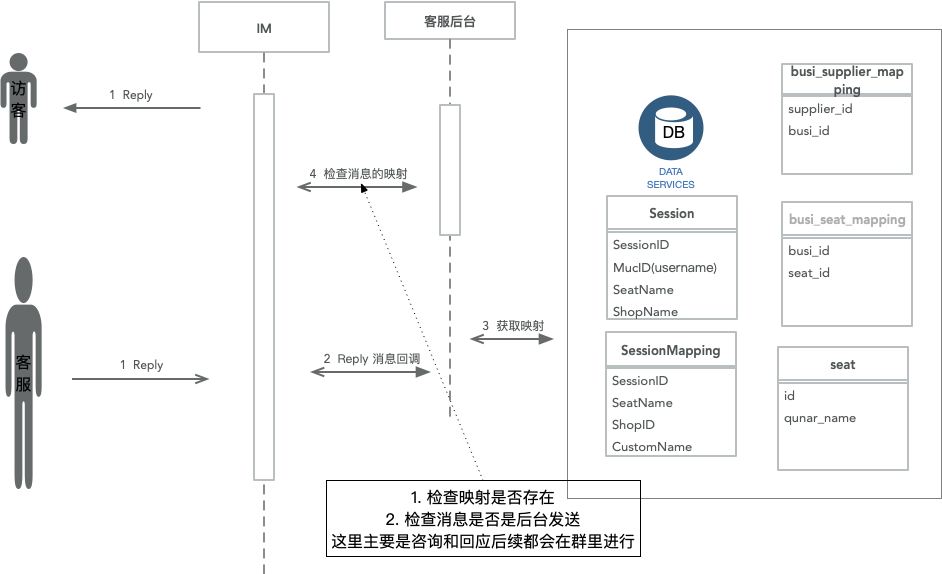 IM
客服后台
访
客
1 Reply
4 检查消息的映射
客
服
1 Reply
2 Reply 消息回调
3 获取映射
DB
DATA
SERVICES
Session
SessionID
MucID(username)
SeatName
ShopName
SessionMapping
SessionID
SeatName
ShopID
CustomName
busi_supplier_map
ping
supplier_id
busi_id
busi_seat_mapping
busi_id
seat_id
seat
id
qunar_name
1. 检查映射是否存在
2. 检查消息是否是后台发送
这里主要是咨询和回应后续都会在群里进行